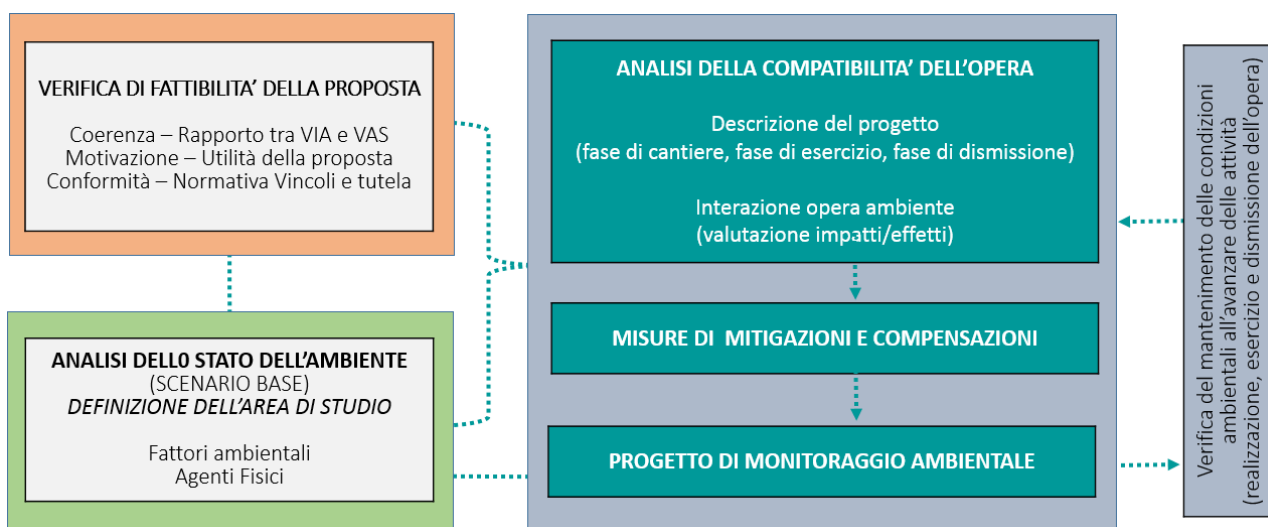 VERIFICA DI FATTIBILITA’ DELLA PROPOSTA
Coerenza – Rapporto tra VIA e VAS
Motivazione – Utilità della proposta
Conformità – Normativa Vincoli e tutela
ANALISI DELL0 STATO DELL’AMBIENTE
(SCENARIO BASE)
DEFINIZIONE DELL’AREA DI STUDIO
Fattori ambientali
Agenti Fisici
ANALISI DELLA COMPATIBILITA’ DELL’OPERA
Descrizione del progetto
(fase di cantiere, fase di esercizio, fase di dismissione)
Interazione opera ambiente
(valutazione impatti/effetti)
MISURE DI MITIGAZIONI E COMPENSAZIONI
PROGETTO DI MONITORAGGIO AMBIENTALE
Verifica del mantenimento delle condizioni
ambientali all’avanzare delle attività
(realizzazione, esercizio e dismissione dell’opera)